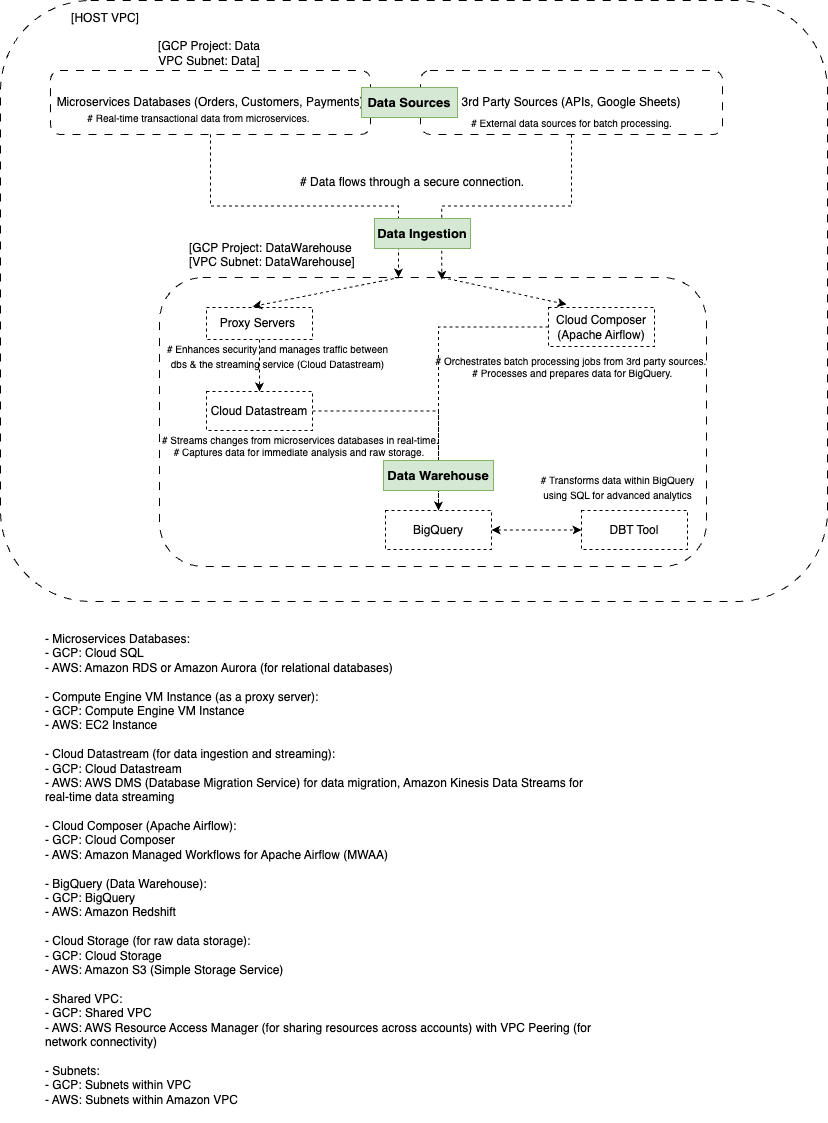 [HOST VPC]
[GCP Project: Data
VPC Subnet: Data]
Microservices Databases (Orders, Customers, Payments)
# Real-time transactional data from microservices.
Data Sources
3rd Party Sources (APIs, Google Sheets)
# External data sources for batch processing.
# Data flows through a secure connection.
Data Ingestion
[GCP Project: DataWarehouse
[VPC Subnet: DataWarehouse]
Proxy Servers
# Enhances security and manages traffic between
dbs & the streaming service (Cloud Datastream)
Cloud Composer
(Apache Airflow)
# Orchestrates batch processing jobs from 3rd party sources.
# Processes and prepares data for BigQuery.
Cloud Datastream
# Streams changes from microservices databases in real-time.
# Captures data for immediate analysis and raw storage.
Data Warehouse
# Transforms data within BigQuery
using SQL for advanced analytics
BigQuery
DBT Tool
- Microservices Databases:
- GCP: Cloud SQL
- AWS: Amazon RDS or Amazon Aurora (for relational databases)
- Compute Engine VM Instance (as a proxy server):
- GCP: Compute Engine VM Instance
- AWS: EC2 Instance
- Cloud Datastream (for data ingestion and streaming):
- GCP: Cloud Datastream
- AWS: AWS DMS (Database Migration Service) for data migration, Amazon Kinesis Data Streams for
real-time data streaming
- Cloud Composer (Apache Airflow):
- GCP: Cloud Composer
- AWS: Amazon Managed Workflows for Apache Airflow (MWAA)
- BigQuery (Data Warehouse):
- GCP: BigQuery
- AWS: Amazon Redshift
- Cloud Storage (for raw data storage):
- GCP: Cloud Storage
- AWS: Amazon S3 (Simple Storage Service)
- Shared VPC:
- GCP: Shared VPC
- AWS: AWS Resource Access Manager (for sharing resources across accounts) with VPC Peering (for
network connectivity)
- Subnets:
- GCP: Subnets within VPC
- AWS: Subnets within Amazon VPC